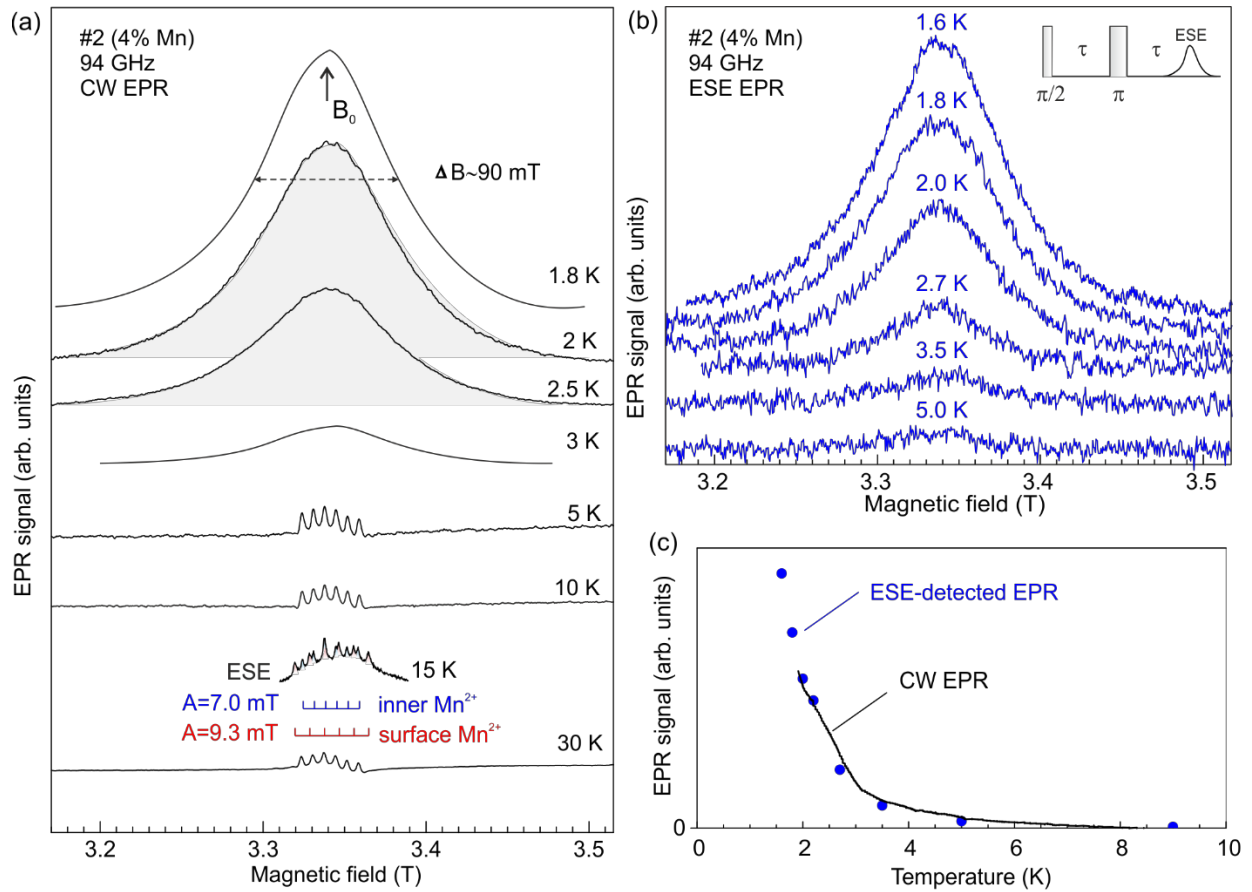 (a)
#2 (4% Mn)
94 GHz
CW EPR
B₀
Δ B~90 mT
1.8 K
2 K
2.5 K
3 K
5 K
10 K
ESE
15 K
A=7.0 mT
inner Mn²⁺
A=9.3 mT
surface Mn²⁺
30 K
EPR signal (arb. units)
3.2 3.3 3.4 3.5
Magnetic field (T)
(b)
#2 (4% Mn)
94 GHz
ESE EPR
τ τ ESE
π/2 π
1.6 K
1.8 K
2.0 K
2.7 K
3.5 K
5.0 K
EPR signal (arb. units)
3.2 3.3 3.4 3.5
Magnetic field (T)
(c)
ESE-detected EPR
CW EPR
EPR signal (arb. units)
0
0 2 4 6 8 10
Temperature (K)